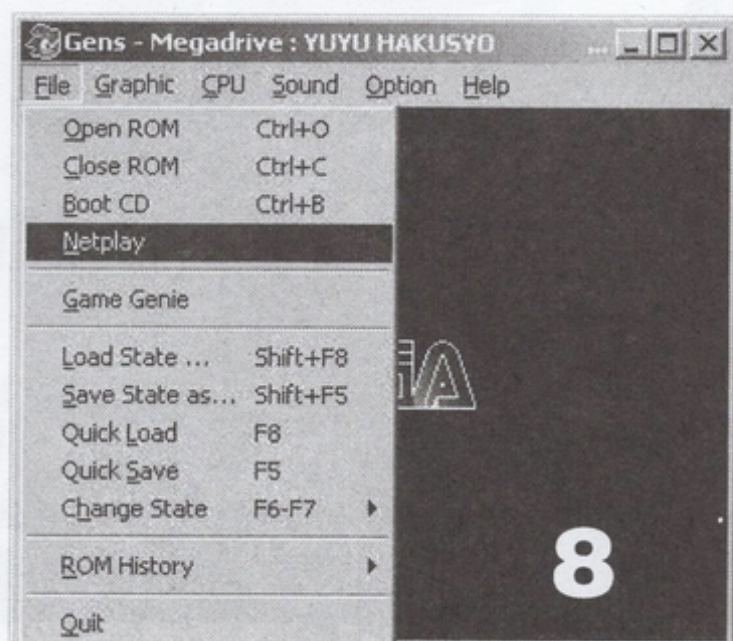 Gens - Megadrive : YUYU HAKUSYO ...
File Graphic CPU Sound Option Help
Open ROM Ctrl+O
Close ROM Ctrl+C
Boot CD Ctrl+B
Netplay
Game Genie
Load State ... Shift+F8
Save State as... Shift+F5
Quick Load F8
Quick Save F5
Change State F6-F7
ROM History
Quit
8